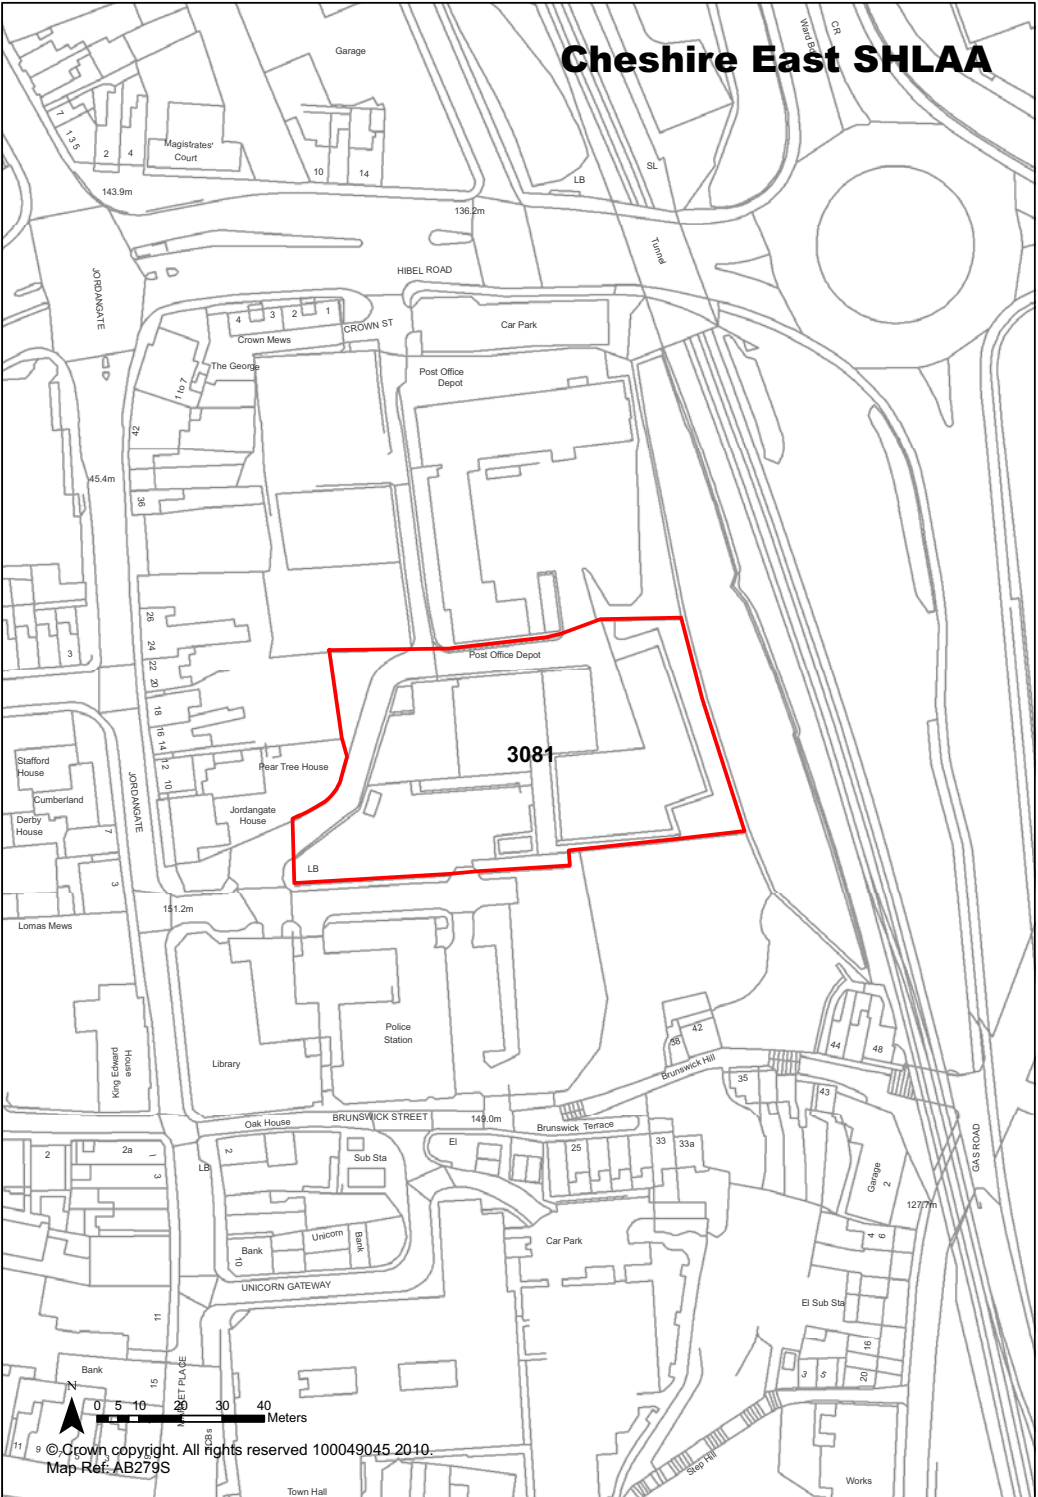 Cheshire East SHLAA
Garage
CR
7
1 3 5
2
4
Magistrates'
Court
10
14
143.9m
136.2m
LB
SL
Tunnel
JORDANGATE
HIBEL ROAD
4
3
2
1
CROWN ST
Crown Mews
Car Park
The George
1 to 7
Post Office
Depot
42
45.4m
36
26
24
22
20
18
16
14
12
10
3
Post Office Depot
3081
Pear Tree House
Stafford
House
Cumberland
Derby
House
7
JORDANGATE
Jordangate
House
3
LB
151.2m
Lomas Mews
King Edward
House
Library
Police
Station
38
42
44
48
Brunswick Hill
35
43
BRUNSWICK STREET
149.0m
Oak House
Brunswick Terrace
El
25
33
33a
GAS ROAD
2
2a
1
3
LB
2
Sub Sta
Garage
2
127.7m
4
6
Bank
10
Unicorn
Bank
Car Park
UNICORN GATEWAY
El Sub Sta
11
16
20
3
5
Bank
15
MARKET PLACE
N
0 5 10 20 30 40
Meters
11
9
7
5
3
© Crown copyright. All rights reserved 100049045 2010.
Map Ref: AB279S
Step Hill
Works
Town Hall